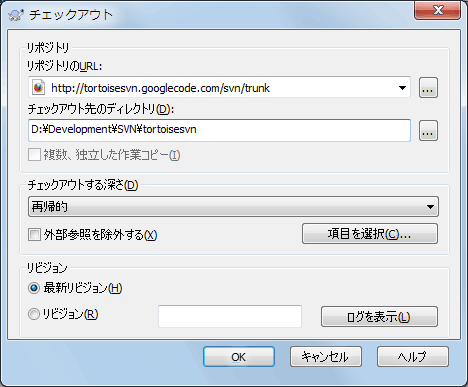 チェックアウト
リポジトリ
リポジトリのURL:
http://tortoisesvn.googlecode.com/svn/trunk
...
チェックアウト先のディレクトリ(D):
D:¥Development¥SVN¥tortoisesvn
...
複数、独立した作業コピー(I)
チェックアウトする深さ(D)
再帰的
外部参照を除外する(X)
項目を選択(C)...
リビジョン
最新リビジョン(H)
リビジョン(R)
ログを表示(L)
OK
キャンセル
ヘルプ